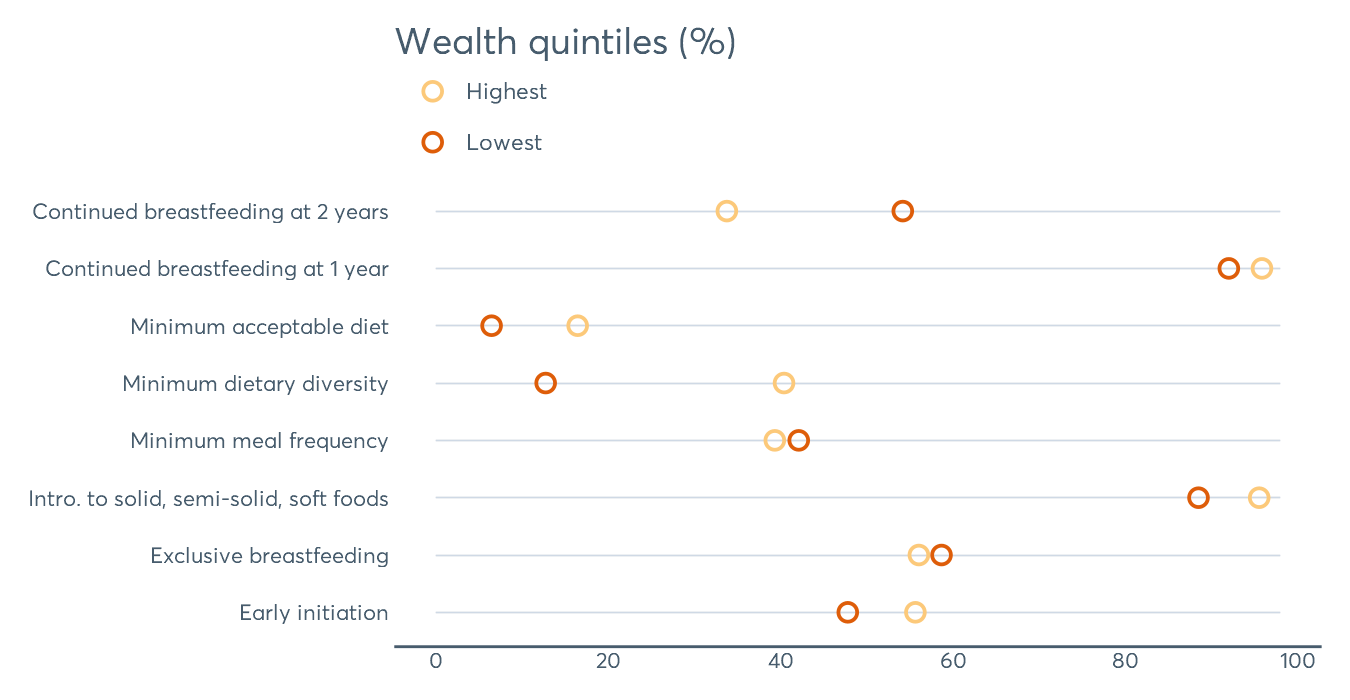 Wealth quintiles (%)
Highest
Lowest
Continued breastfeeding at 2 years
Continued breastfeeding at 1 year
Minimum acceptable diet
Minimum dietary diversity
Minimum meal frequency
Intro. to solid, semi-solid, soft foods
Exclusive breastfeeding
Early initiation
0 20 40 60 80 100